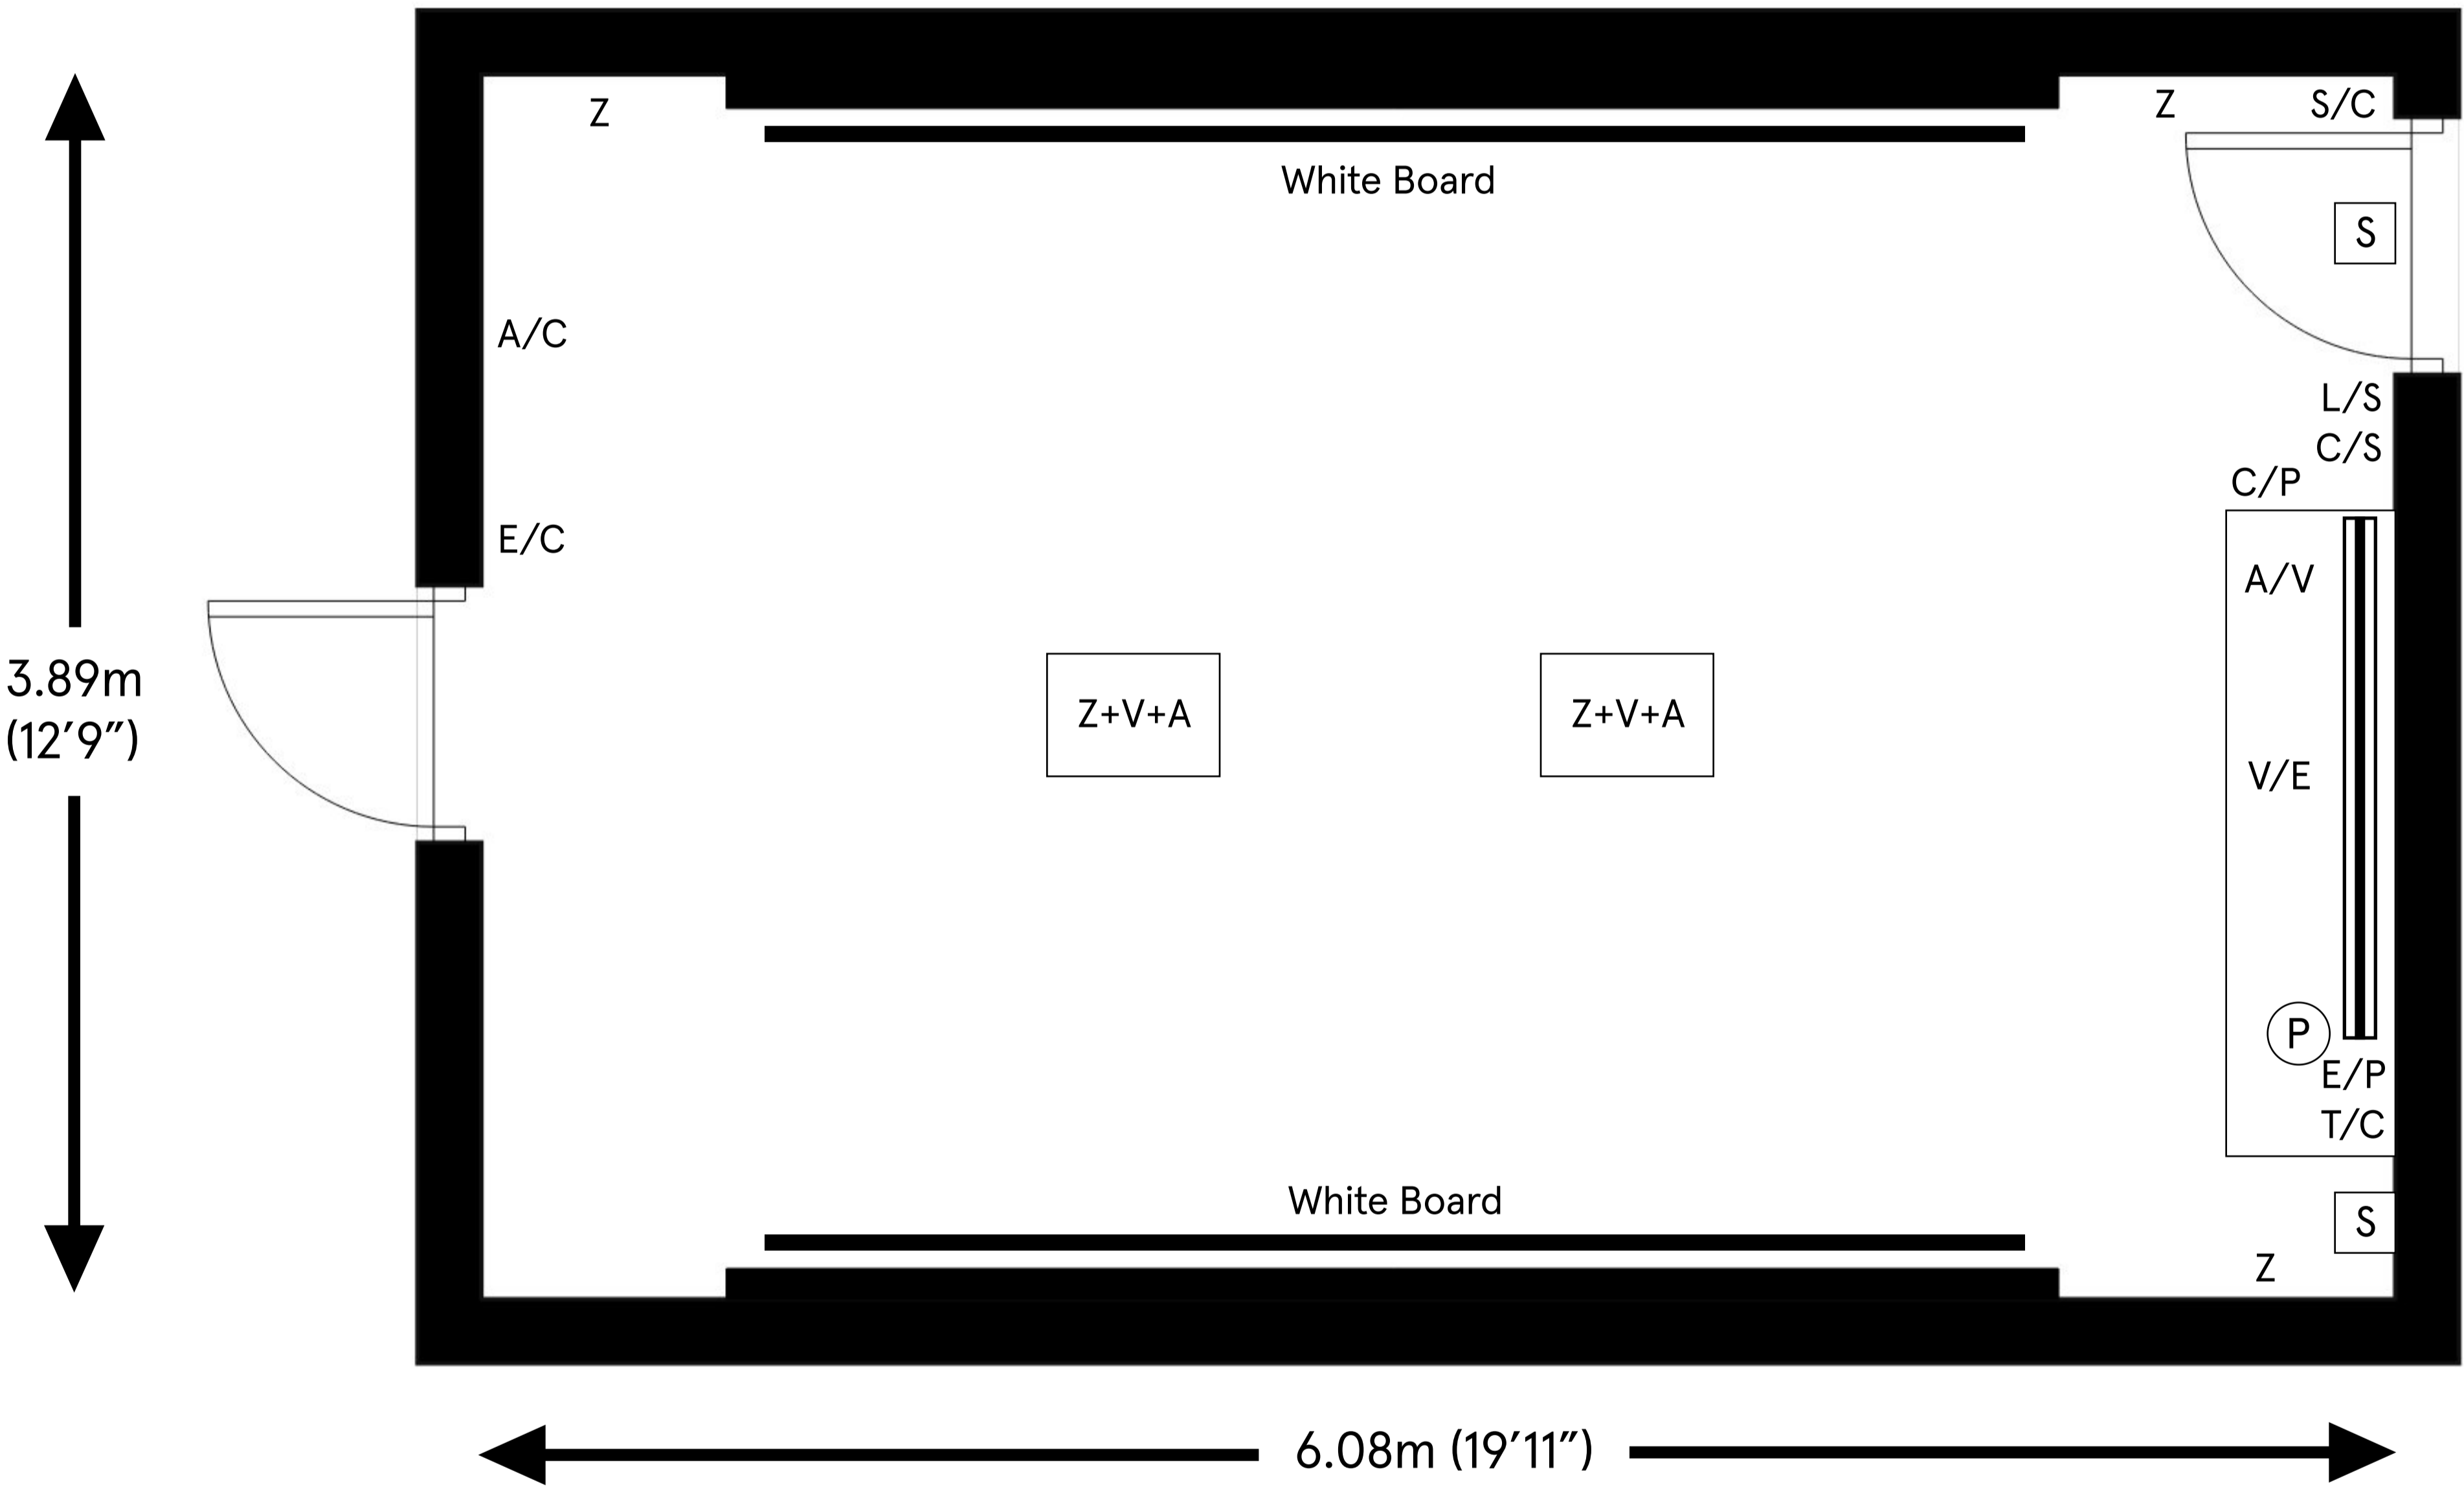 Z
Z
S/C
White Board
S
A/C
L/S
C/S
C/P
E/C
A/V
3.89m
(12′9″)
Z+V+A
Z+V+A
V/E
P
E/P
T/C
White Board
S
Z
6.08m (19′11″)